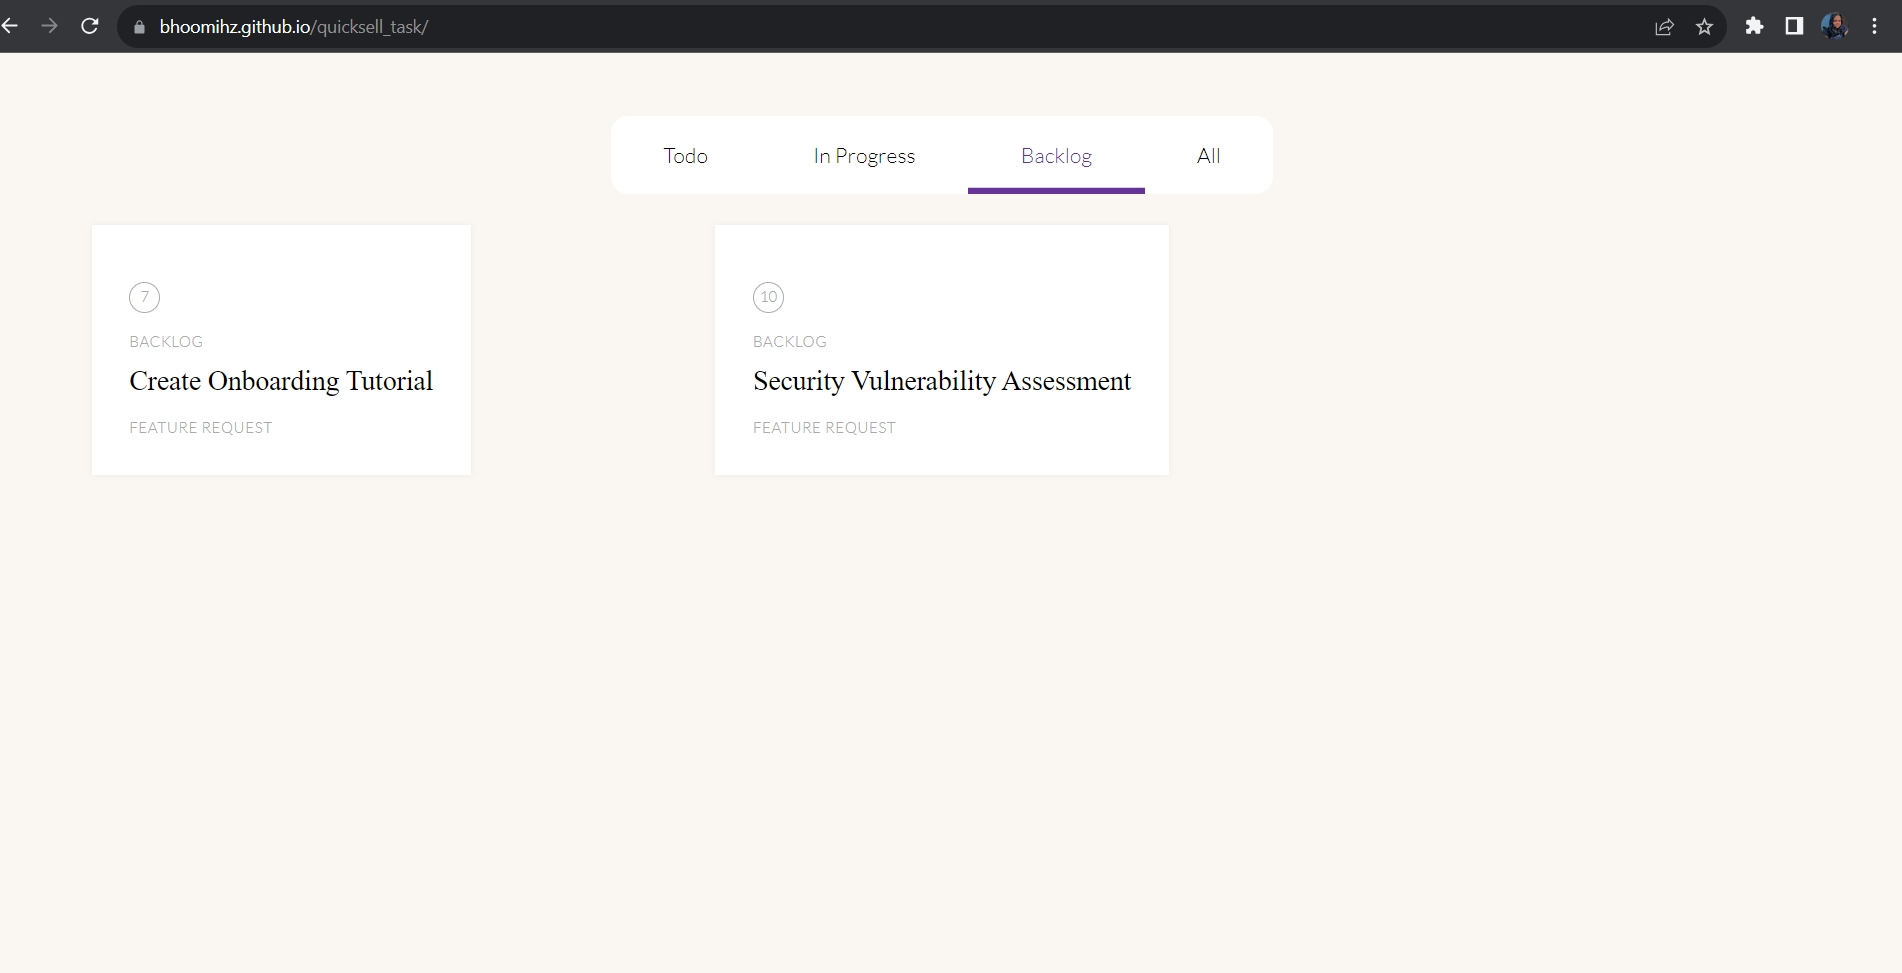 bhoomihz.github.io/quicksell_task/
Todo In Progress Backlog All
7
BACKLOG
Create Onboarding Tutorial
FEATURE REQUEST
10
BACKLOG
Security Vulnerability Assessment
FEATURE REQUEST